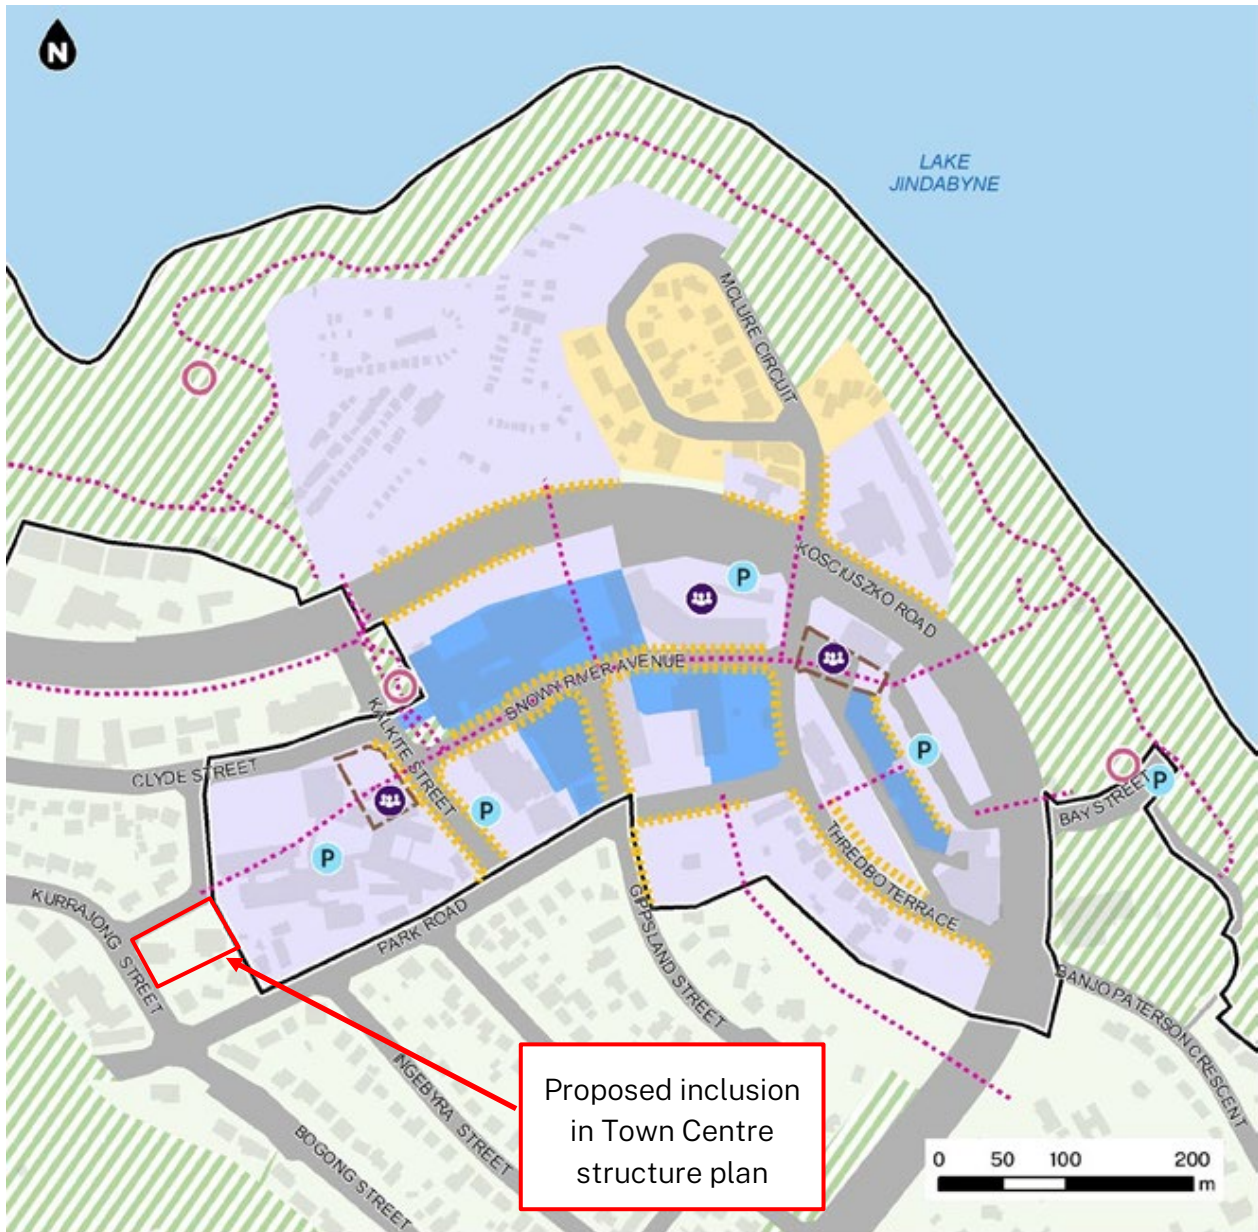 N
LAKE
JINDABYNE
MCLURE CIRCUIT
KOSCIUSZKO ROAD
P
SNOWY RIVER AVENUE
KALKITE STREET
CLYDE STREET
P
P
P
BAY STREET
P
THREDBO TERRACE
KURRAJONG STREET
PARK ROAD
GIPPSLAND STREET
BANJO PATERSON CRESCENT
INGEBYRA STREET
BOGONG STREET
Proposed inclusion
in Town Centre
structure plan
0 50 100 200
m